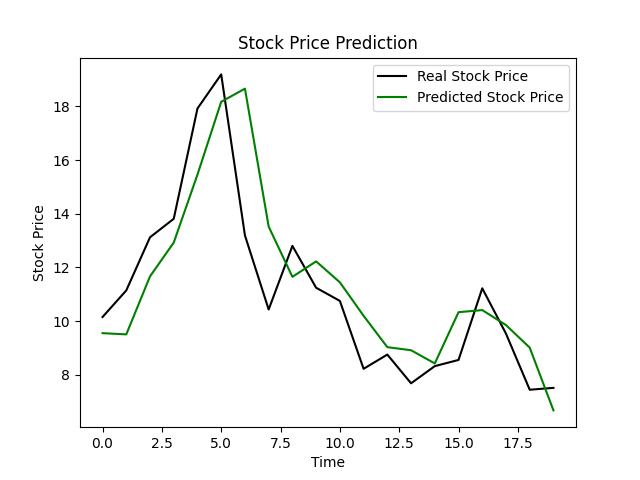 Stock Price Prediction
Real Stock Price
Predicted Stock Price
Stock Price
18
16
14
12
10
8
0.0 2.5 5.0 7.5 10.0 12.5 15.0 17.5
Time